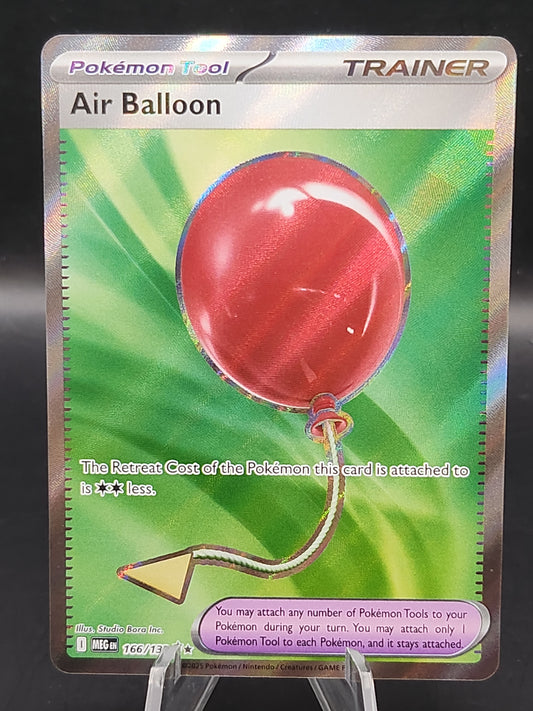 Pokémon Tool
TRAINER
Air Balloon
The Retreat Cost of the Pokémon this card is attached to
is less.
Illus. Studio Bora Inc.
You may attach any number of Pokémon Tools to your
Pokémon during your turn. You may attach only 1
Pokémon Tool to each Pokémon, and it stays attached.
I MEG EN
©2025 Pokémon / Nintendo / Creatures / GAME